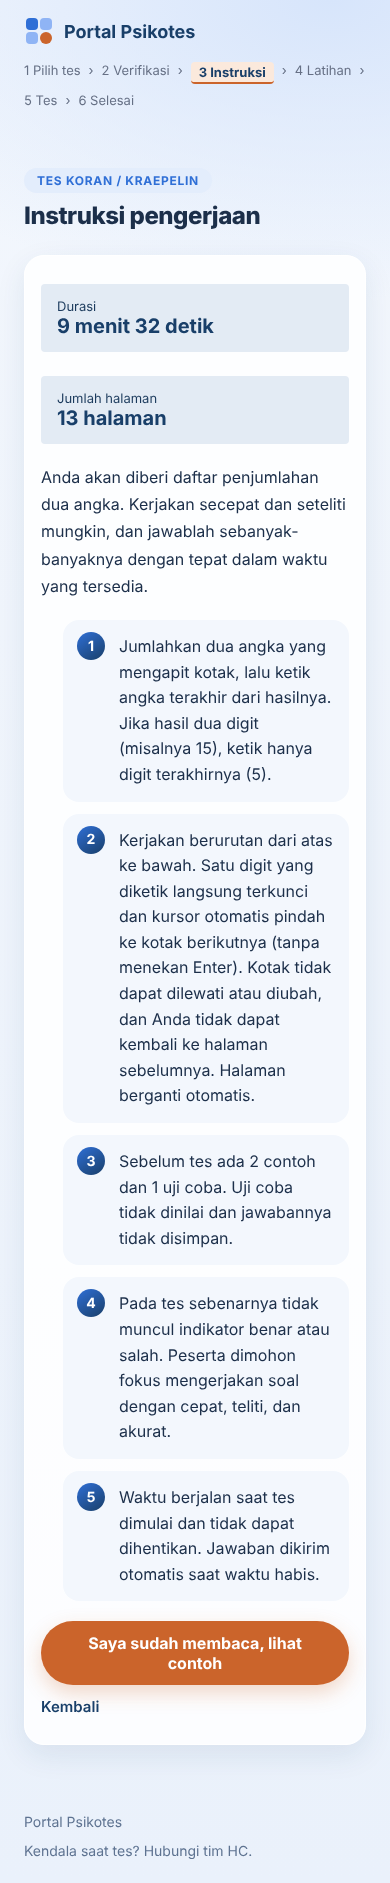 Portal Psikotes
1 Pilih tes › 2 Verifikasi › 3 Instruksi › 4 Latihan ›
5 Tes › 6 Selesai
TES KORAN / KRAEPELIN
Instruksi pengerjaan
Durasi
9 menit 32 detik
Jumlah halaman
13 halaman
Anda akan diberi daftar penjumlahan
dua angka. Kerjakan secepat dan seteliti
mungkin, dan jawablah sebanyak-
banyaknya dengan tepat dalam waktu
yang tersedia.
1 Jumlahkan dua angka yang
mengapit kotak, lalu ketik
angka terakhir dari hasilnya.
Jika hasil dua digit
(misalnya 15), ketik hanya
digit terakhirnya (5).
2 Kerjakan berurutan dari atas
ke bawah. Satu digit yang
diketik langsung terkunci
dan kursor otomatis pindah
ke kotak berikutnya (tanpa
menekan Enter). Kotak tidak
dapat dilewati atau diubah,
dan Anda tidak dapat
kembali ke halaman
sebelumnya. Halaman
berganti otomatis.
3 Sebelum tes ada 2 contoh
dan 1 uji coba. Uji coba
tidak dinilai dan jawabannya
tidak disimpan.
4 Pada tes sebenarnya tidak
muncul indikator benar atau
salah. Peserta dimohon
fokus mengerjakan soal
dengan cepat, teliti, dan
akurat.
5 Waktu berjalan saat tes
dimulai dan tidak dapat
dihentikan. Jawaban dikirim
otomatis saat waktu habis.
Saya sudah membaca, lihat
contoh
Kembali
Portal Psikotes
Kendala saat tes? Hubungi tim HC.